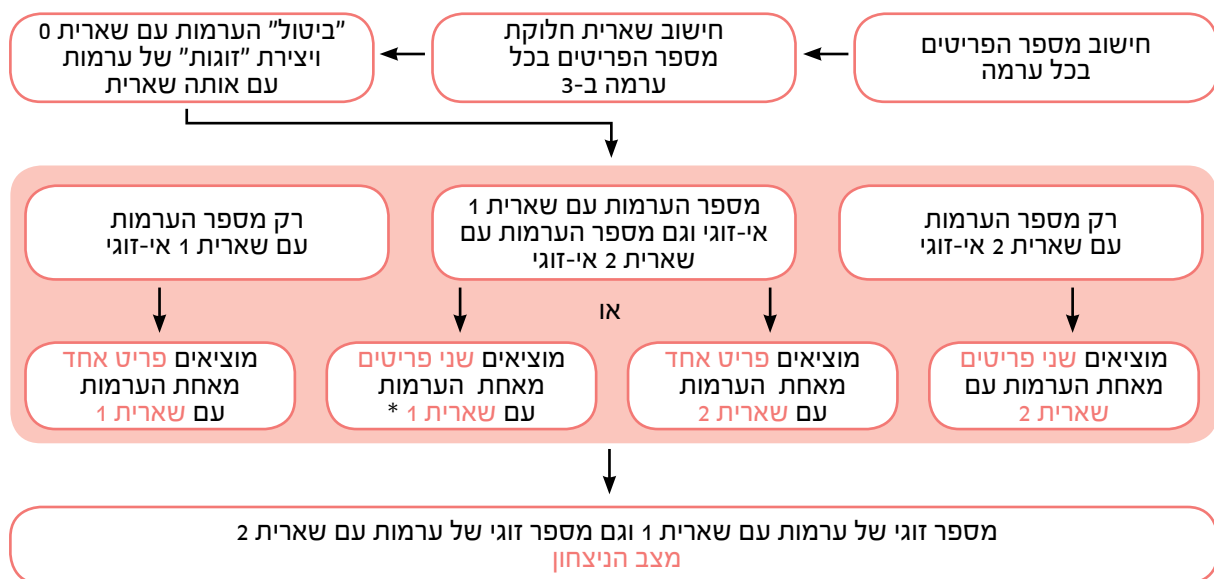 חישוב מספר הפריטים
בכל ערמה
חישוב שארית חלוקת
מספר הפריטים בכל
ערמה ב-3
"ביטול" הערמות עם שארית 0
ויצירת "זוגות" של ערמות
עם אותה שארית
רק מספר הערמות
עם שארית 2 אי-זוגי
מספר הערמות עם שארית 1
אי-זוגי וגם מספר הערמות עם
שארית 2 אי-זוגי
רק מספר הערמות
עם שארית 1 אי-זוגי
או
מוציאים שני פריטים
מאחת הערמות עם
שארית 2
מוציאים פריט אחד
מאחת הערמות
עם שארית 2
מוציאים שני פריטים
מאחת הערמות
עם שארית 1 *
מוציאים פריט אחד
מאחת הערמות
עם שארית 1
מספר זוגי של ערמות עם שארית 1 וגם מספר זוגי של ערמות עם שארית 2
מצב הניצחון